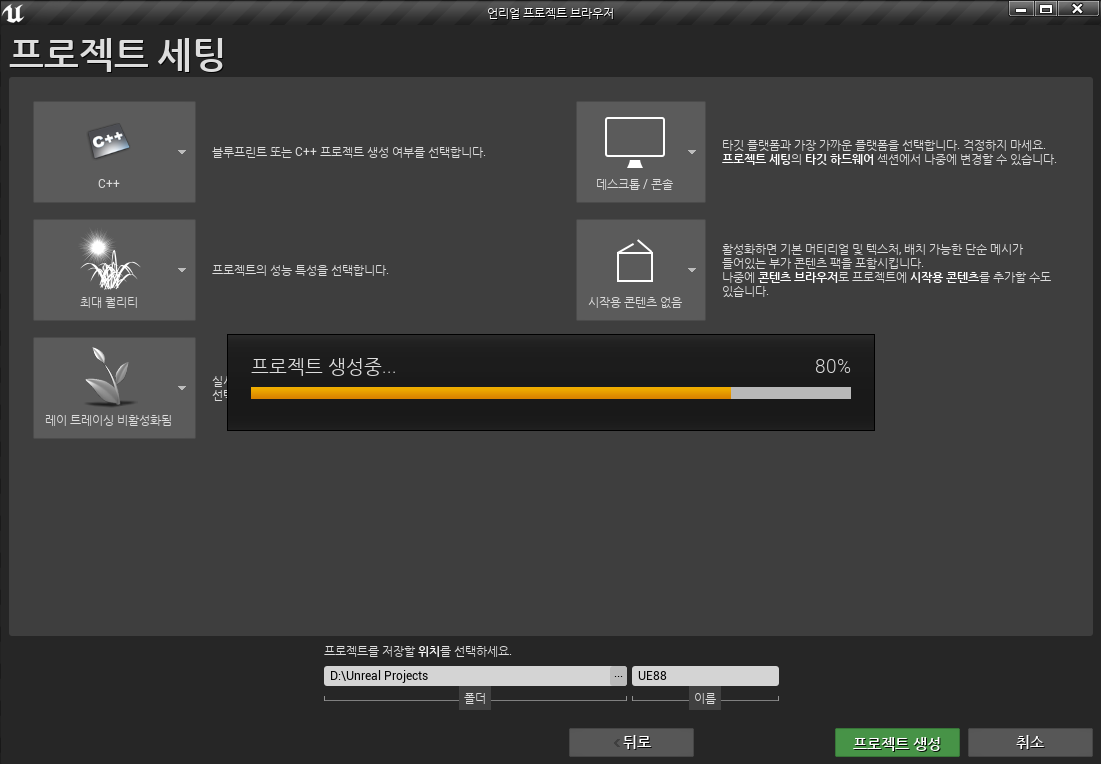 언리얼 프로젝트 브라우저
프로젝트 세팅
C++
C++
블루프린트 또는 C++ 프로젝트 생성 여부를 선택합니다.
데스크톱 / 콘솔
타깃 플랫폼과 가장 가까운 플랫폼을 선택합니다. 걱정하지 마세요.
프로젝트 세팅의 타깃 하드웨어 섹션에서 나중에 변경할 수 있습니다.
최대 퀄리티
프로젝트의 성능 특성을 선택합니다.
시작용 콘텐츠 없음
활성화하면 기본 머티리얼 및 텍스처, 배치 가능한 단순 메시가
들어있는 부가 콘텐츠 팩을 포함시킵니다.
나중에 콘텐츠 브라우저로 프로젝트에 시작용 콘텐츠를 추가할 수도
있습니다.
레이 트레이싱 비활성화됨
선택
프로젝트 생성중...
80%
프로젝트를 저장할 위치를 선택하세요.
D:\Unreal Projects
...
UE88
폴더
이름
< 뒤로
프로젝트 생성
취소